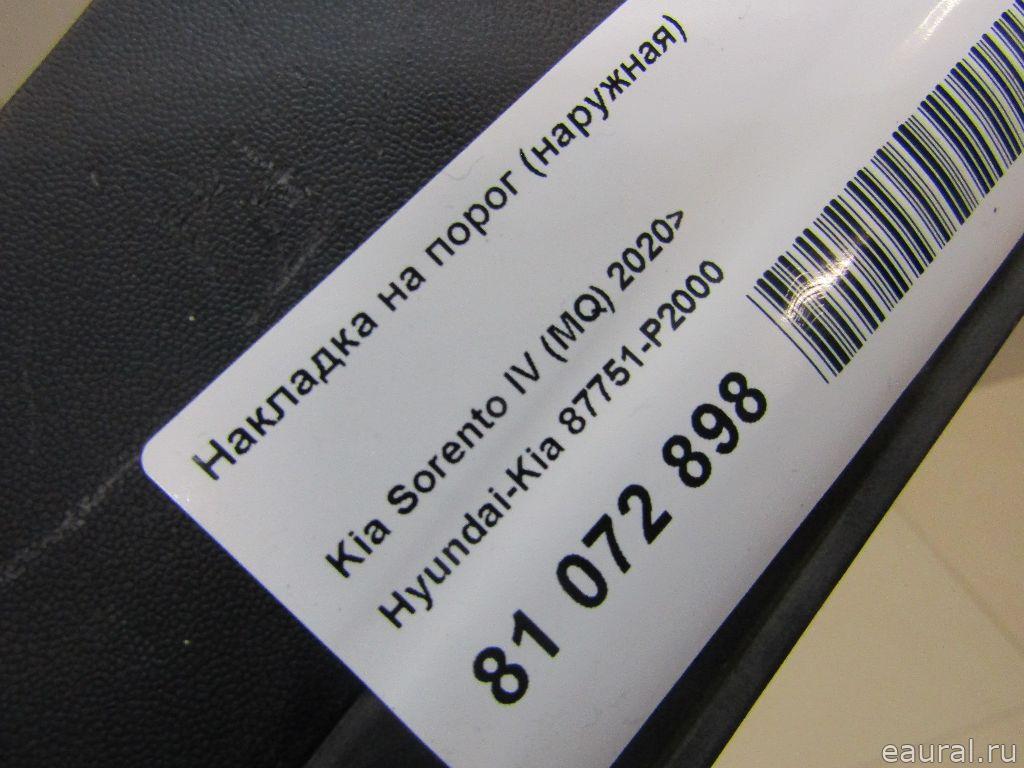 Накладка на порог (наружная)
Kia Sorento IV (MQ) 2020>
Hyundai-Kia 87751-P2000
81 072 898
eaural.ru